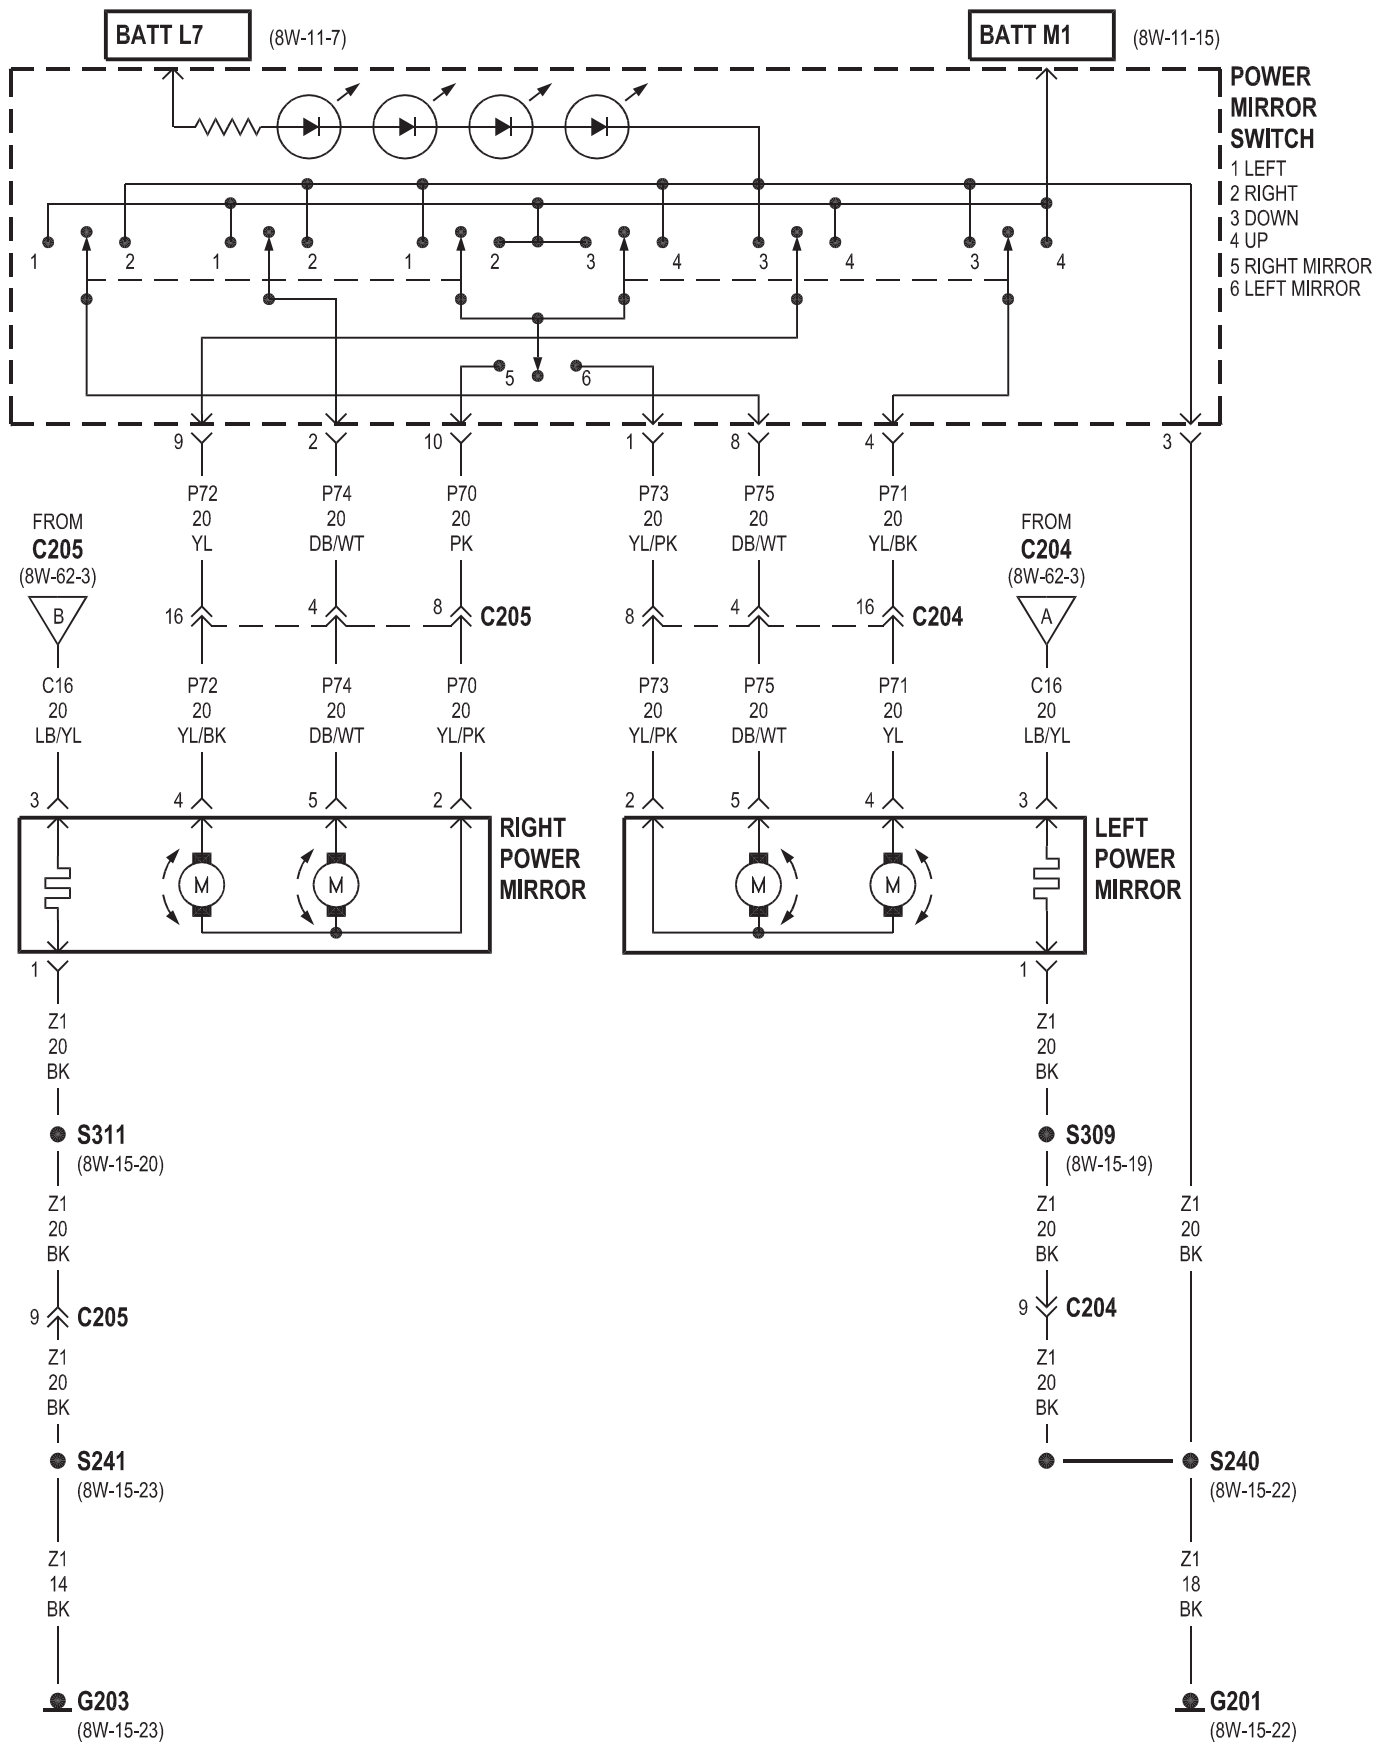 BATT L7 (8W-11-7) BATT M1 (8W-11-15)
POWER
MIRROR
SWITCH
1 LEFT
2 RIGHT
3 DOWN
4 UP
5 RIGHT MIRROR
6 LEFT MIRROR
1 2 1 2 1 2 3 4 3 4 3 4
5 6
9 2 10 1 8 4 3
P72 P74 P70 P73 P75 P71
20 20 20 20 20 20
YL DB/WT PK YL/PK DB/WT YL/BK
FROM FROM
C205 C204
(8W-62-3) (8W-62-3)
B A
16 4 8 C205 8 4 16 C204
C16 P72 P74 P70 P73 P75 P71 C16
20 20 20 20 20 20 20 20
LB/YL YL/BK DB/WT YL/PK YL/PK DB/WT YL LB/YL
3 4 5 2 2 5 4 3
RIGHT
POWER
MIRROR
LEFT
POWER
MIRROR
M M M M
1 1
Z1 Z1
20 20
BK BK
S311 S309
(8W-15-20) (8W-15-19)
Z1 Z1 Z1
20 20 20
BK BK BK
9 C205 9 C204
Z1 Z1
20 20
BK BK
S241 S240
(8W-15-23) (8W-15-22)
Z1 Z1
14 18
BK BK
G203 G201
(8W-15-23) (8W-15-22)